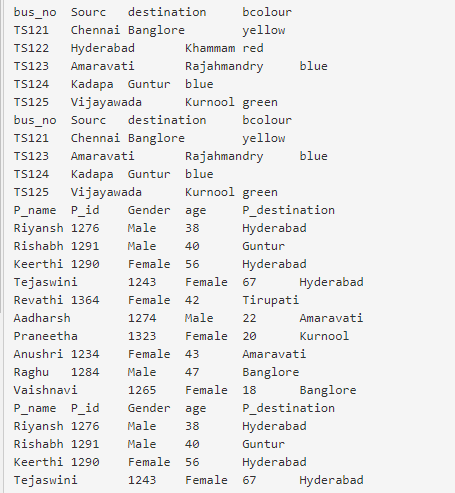 bus_no Sourc destination bcolour
TS121 Chennai Banglore yellow
TS122 Hyderabad Khammam red
TS123 Amaravati Rajahmandry blue
TS124 Kadapa Guntur blue
TS125 Vijayawada Kurnool green
bus_no Sourc destination bcolour
TS121 Chennai Banglore yellow
TS123 Amaravati Rajahmandry blue
TS124 Kadapa Guntur blue
TS125 Vijayawada Kurnool green
P_name P_id Gender age P_destination
Riyansh 1276 Male 38 Hyderabad
Rishabh 1291 Male 40 Guntur
Keerthi 1290 Female 56 Hyderabad
Tejaswini 1243 Female 67 Hyderabad
Revathi 1364 Female 42 Tirupati
Aadharsh 1274 Male 22 Amaravati
Praneetha 1323 Female 20 Kurnool
Anushri 1234 Female 43 Amaravati
Raghu 1284 Male 47 Banglore
Vaishnavi 1265 Female 18 Banglore
P_name P_id Gender age P_destination
Riyansh 1276 Male 38 Hyderabad
Rishabh 1291 Male 40 Guntur
Keerthi 1290 Female 56 Hyderabad
Tejaswini 1243 Female 67 Hyderabad